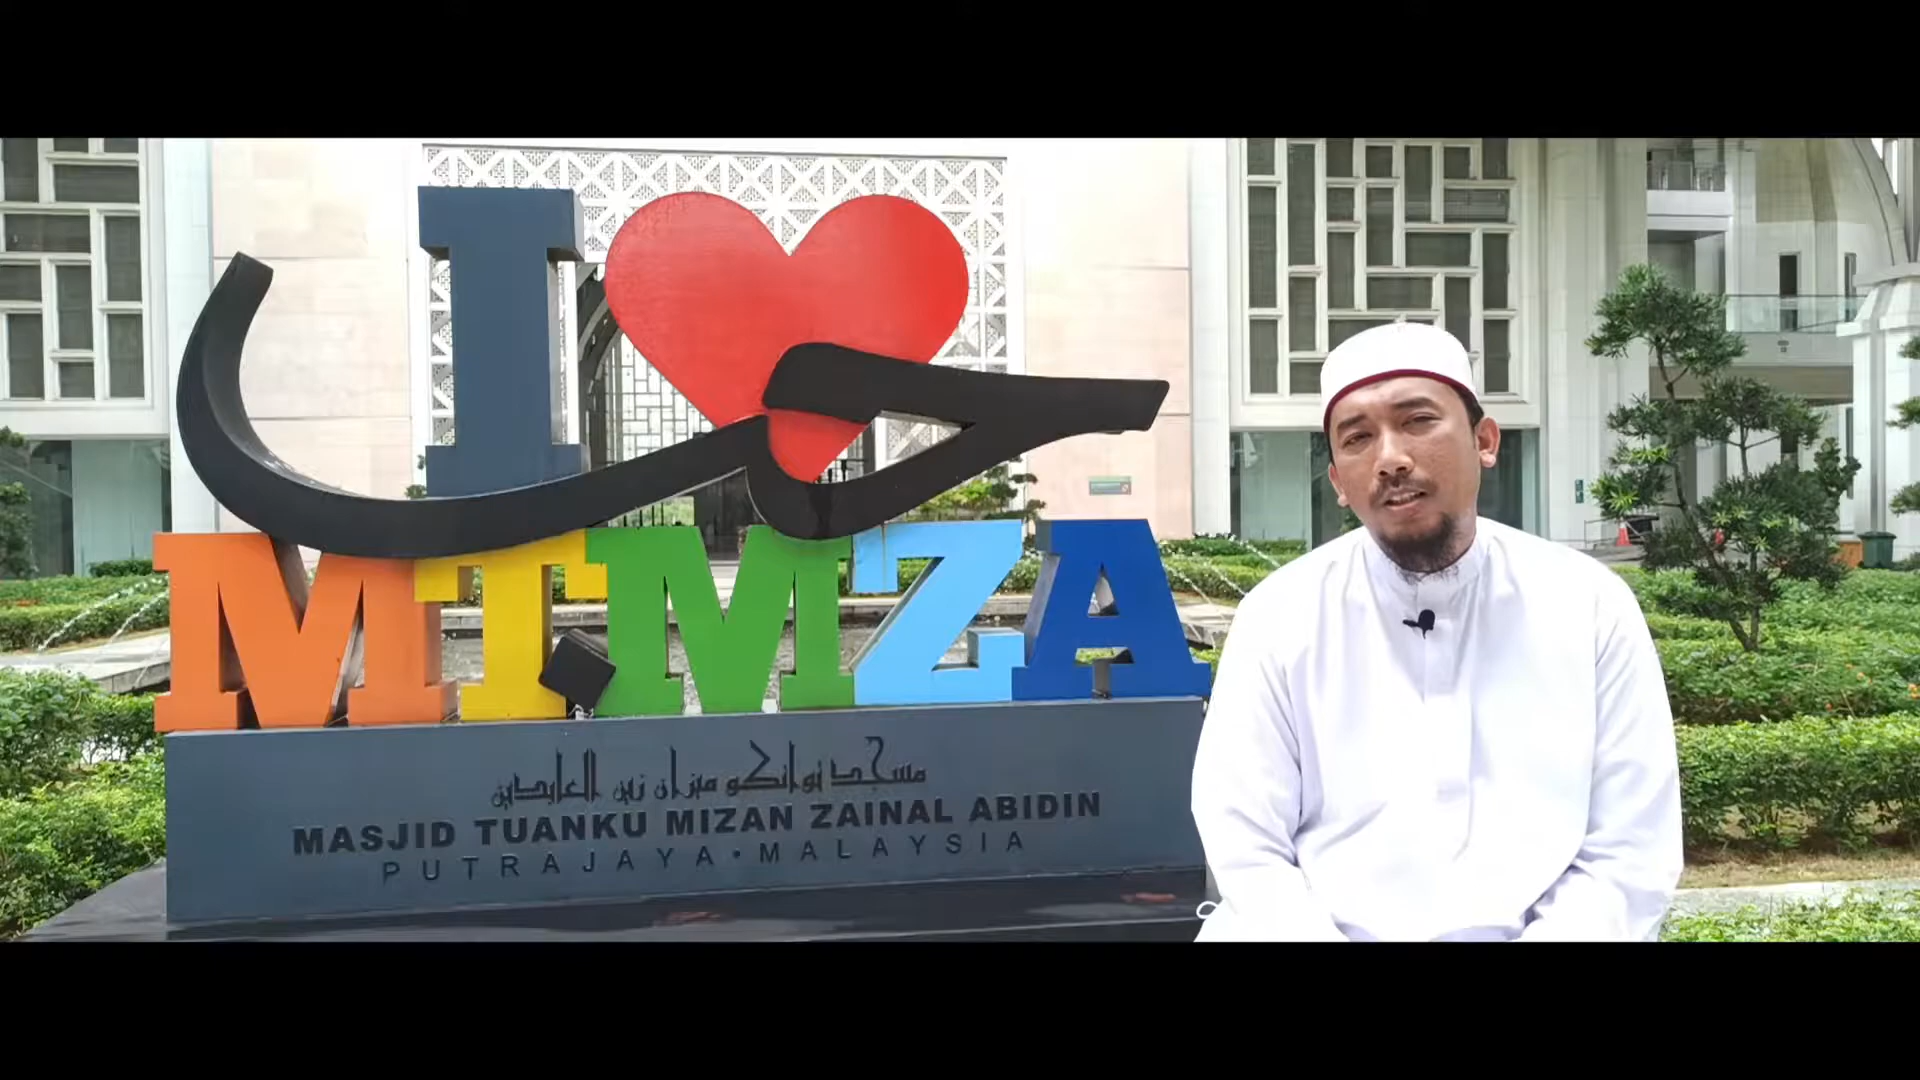 I ❤
MTMZA
مسجد توانكو ميزان زين العابدين
MASJID TUANKU MIZAN ZAINAL ABIDIN
PUTRAJAYA•MALAYSIA